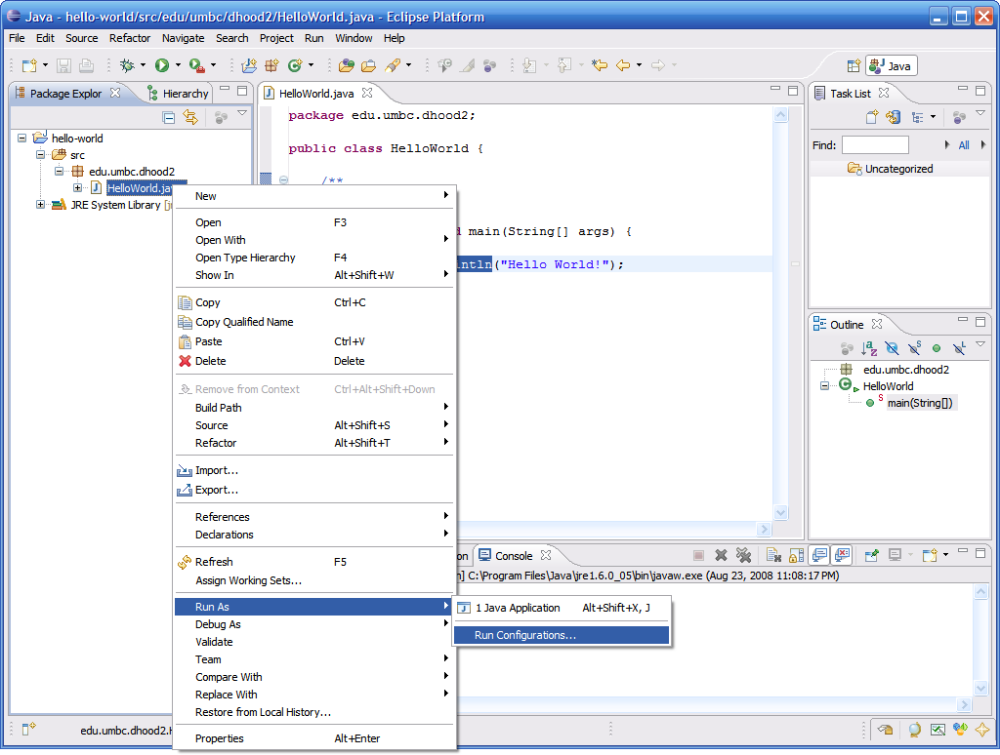 Java - hello-world/src/edu/umbc/dhood2/HelloWorld.java - Eclipse Platform
File Edit Source Refactor Navigate Search Project Run Window Help
Java
Package Explor
Hierarchy
hello-world
src
edu.umbc.dhood2
HelloWorld.jav
JRE System Library [j
HelloWorld.java
package edu.umbc.dhood2;
public class HelloWorld {
/**
d main(String[] args) {
intln("Hello World!");
New
Open F3
Open With
Open Type Hierarchy F4
Show In Alt+Shift+W
Copy Ctrl+C
Copy Qualified Name
Paste Ctrl+V
Delete Delete
Remove from Context Ctrl+Alt+Shift+Down
Build Path
Source Alt+Shift+S
Refactor Alt+Shift+T
Import...
Export...
References
Declarations
Refresh F5
Assign Working Sets...
Run As
Debug As
Validate
Team
Compare With
Replace With
Restore from Local History...
Properties Alt+Enter
1 Java Application Alt+Shift+X, J
Run Configurations...
Task List
Find:
All
Uncategorized
Outline
edu.umbc.dhood2
HelloWorld
main(String[])
on
Console
n] C:\Program Files\Java\jre1.6.0_05\bin\javaw.exe (Aug 23, 2008 11:08:17 PM)
edu.umbc.dhood2.H